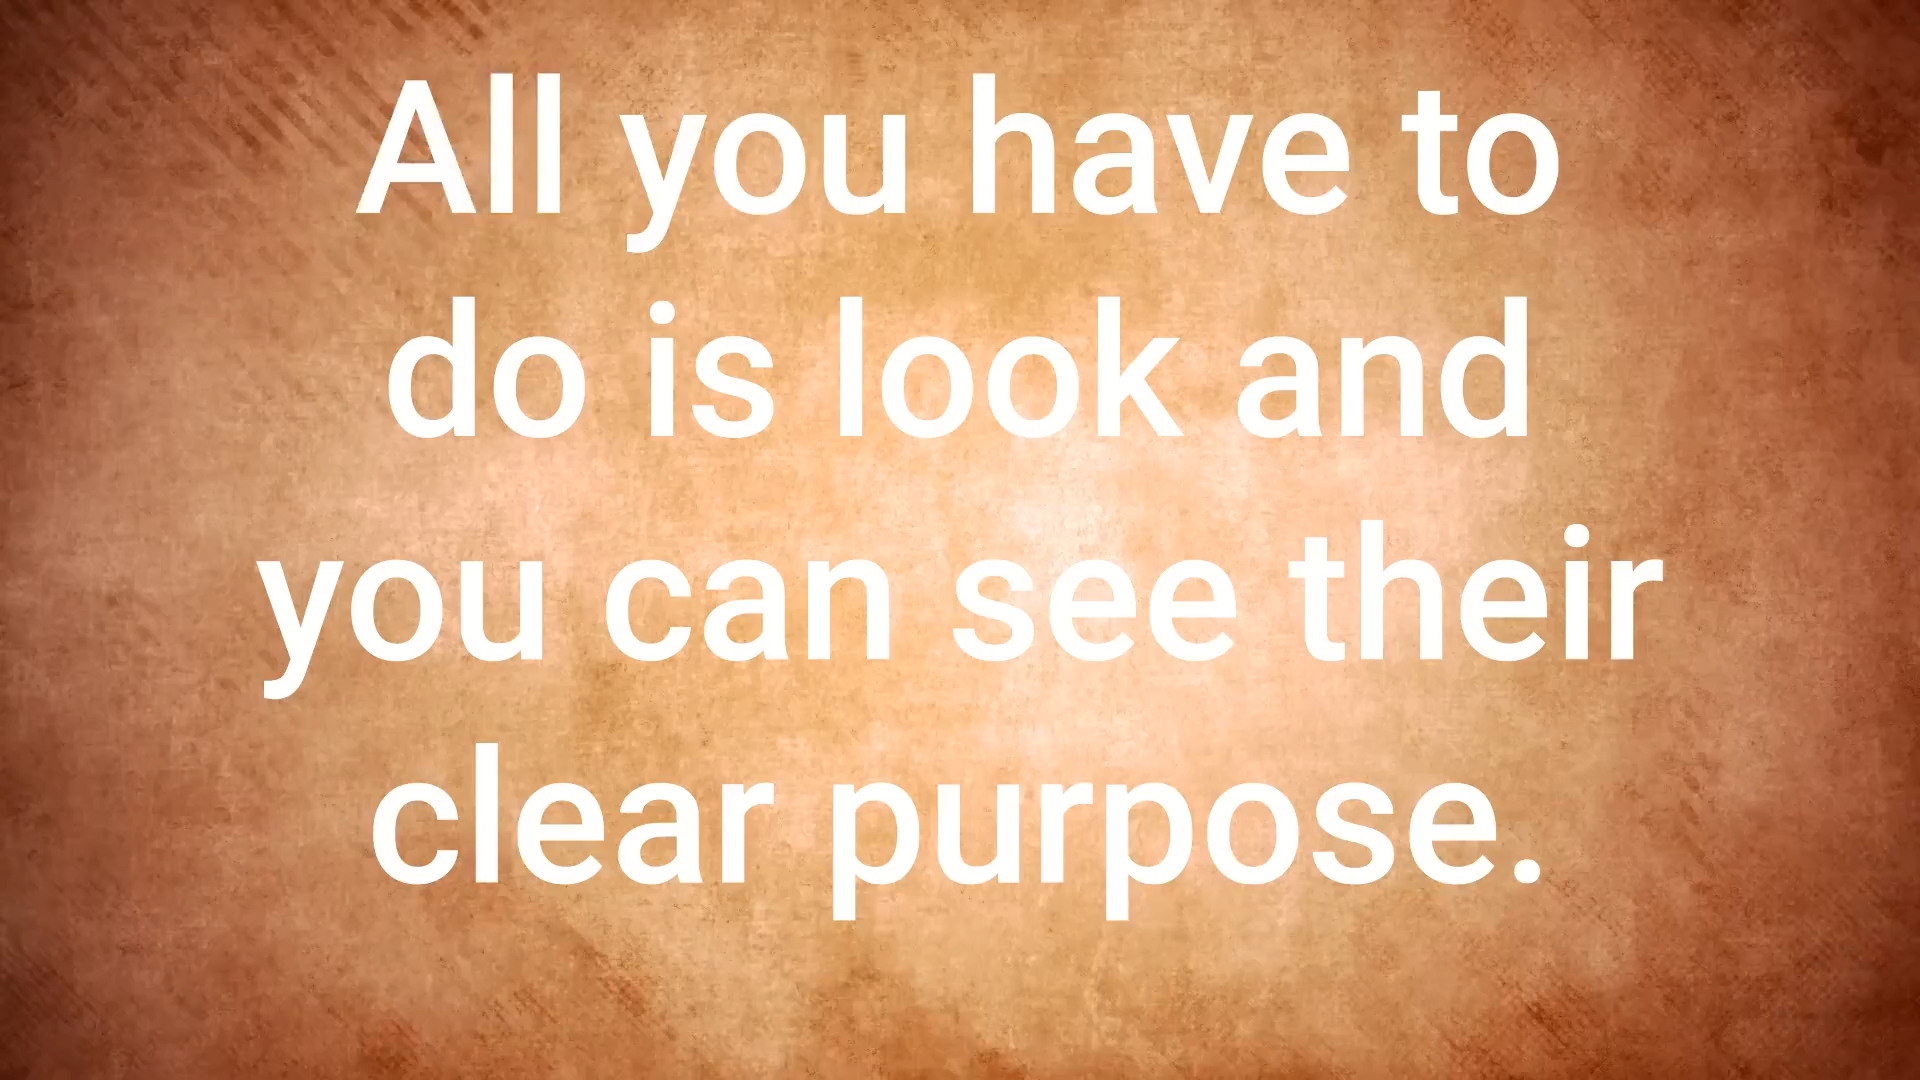 All you have to
do is look and
you can see their
clear purpose.